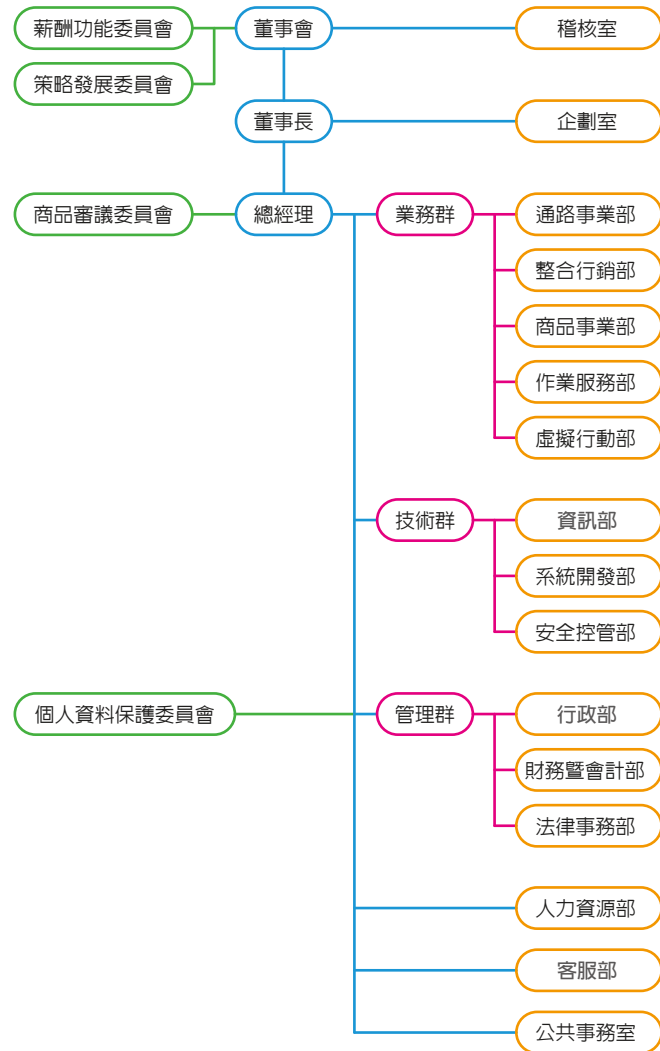 薪酬功能委員會
董事會
稽核室
策略發展委員會
董事長
企劃室
商品審議委員會
總經理
業務群
通路事業部
整合行銷部
商品事業部
作業服務部
虛擬行動部
技術群
資訊部
系統開發部
安全控管部
個人資料保護委員會
管理群
行政部
財務暨會計部
法律事務部
人力資源部
客服部
公共事務室